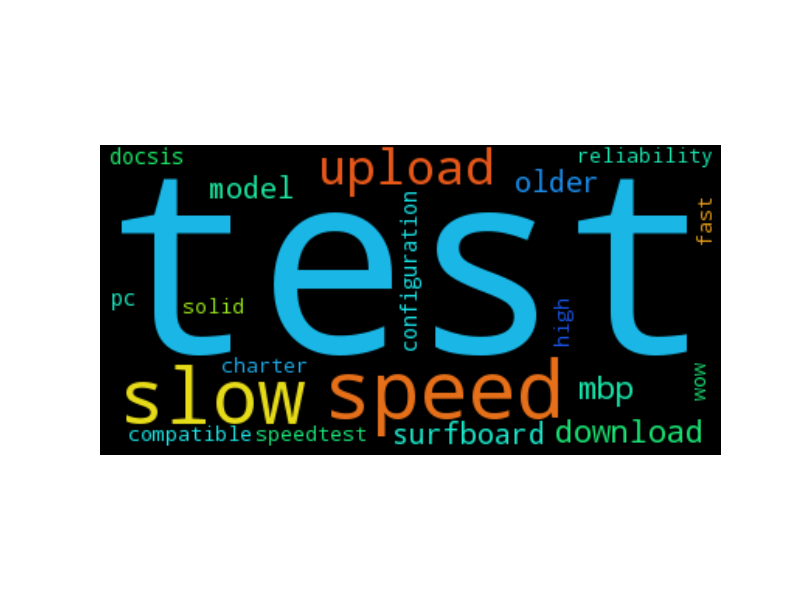 docsis
upload
reliability
model
older
test
configuration
fast
pc
solid
high
charter
slow
speed
mbp
wow
compatible
speedtest
surfboard
download